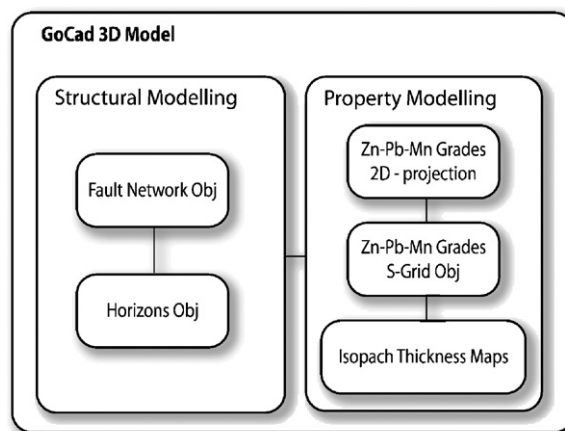 GoCad 3D Model
Structural Modelling
Fault Network Obj
Horizons Obj
Property Modelling
Zn-Pb-Mn Grades
2D - projection
Zn-Pb-Mn Grades
S-Grid Obj
Isopach Thickness Maps